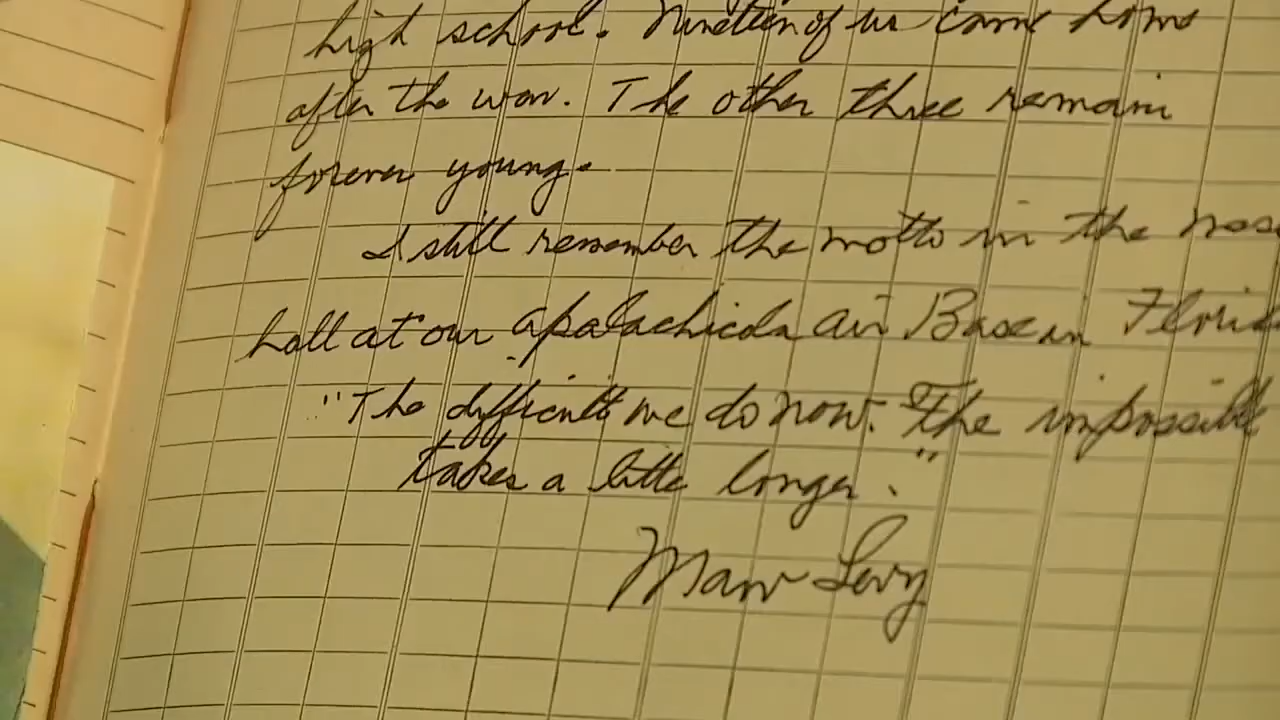 high school. Nineteen of us came home
after the war. The other three remain
forever young.
I still remember the motto in the mess
hall at our Apalachicola Air Base in Florida
"The difficult we do now. The impossible
takes a little longer."
Levy